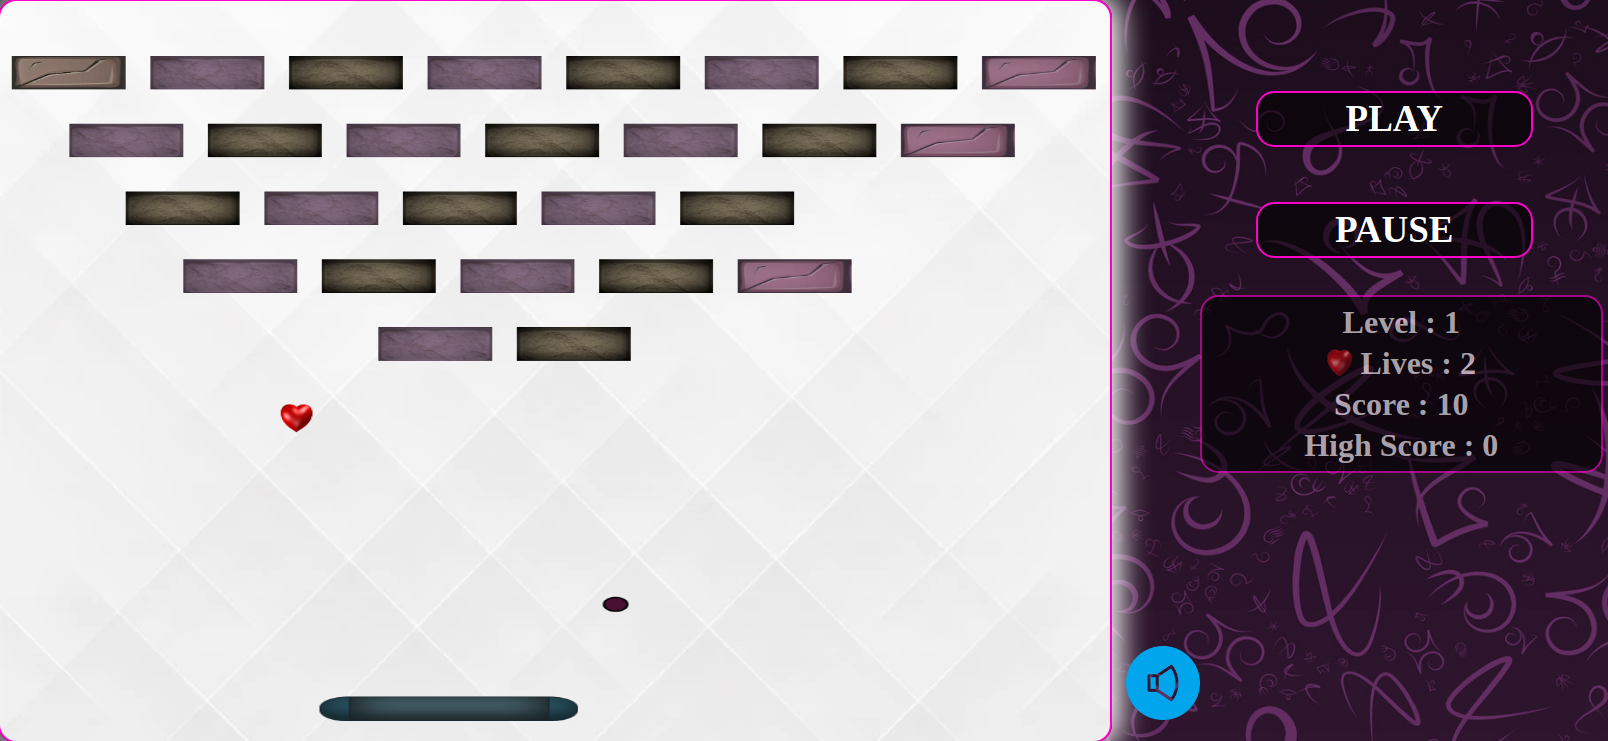 PLAY
PAUSE
Level : 1
Lives : 2
Score : 10
High Score : 0